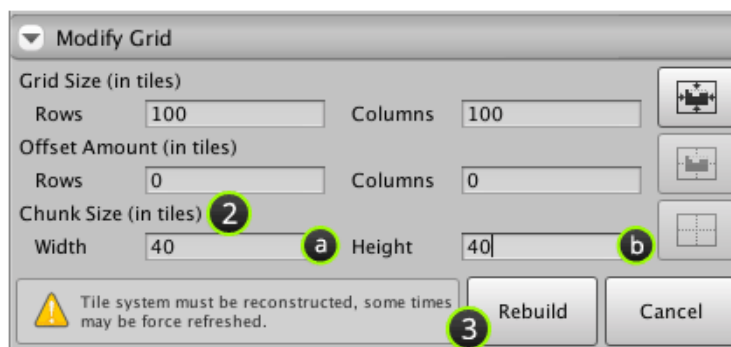 Modify Grid
Grid Size (in tiles)
Rows 100 Columns 100
Offset Amount (in tiles)
Rows 0 Columns 0
Chunk Size (in tiles) 2
Width 40 a Height 40 b
Tile system must be reconstructed, some times
may be force refreshed.
3 Rebuild Cancel